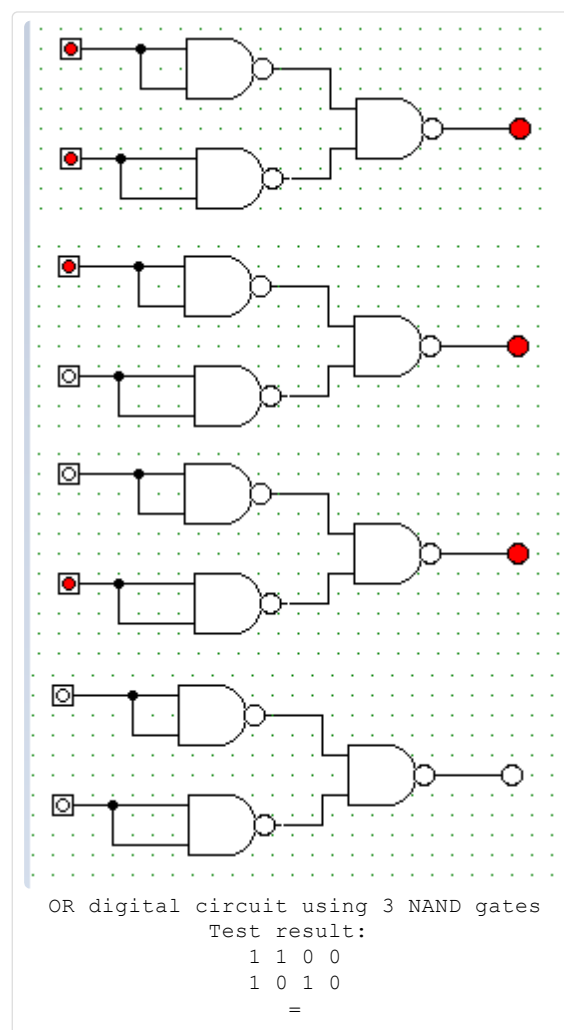 OR digital circuit using 3 NAND gates
Test result:
1 1 0 0
1 0 1 0
=